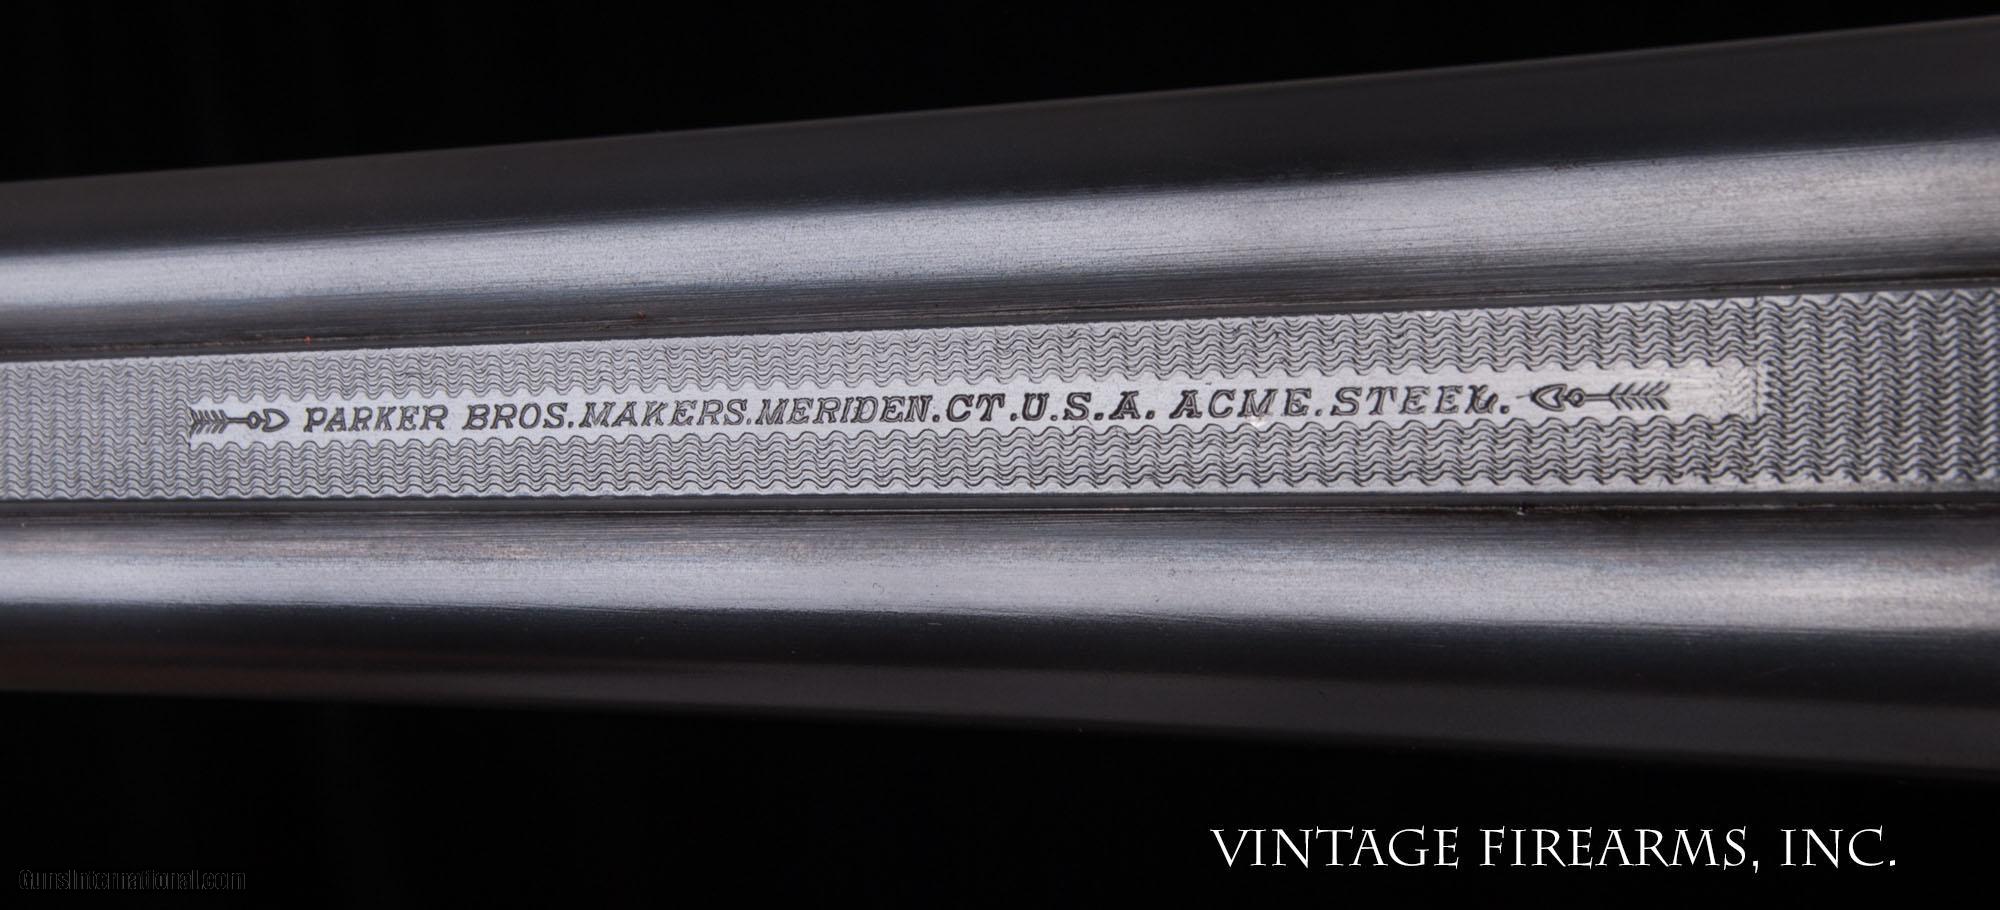 PARKER BROS.MAKERS.MERIDEN.CT.U.S.A. ACME.STEEL.
VINTAGE FIREARMS, INC.
GunsInternational.com